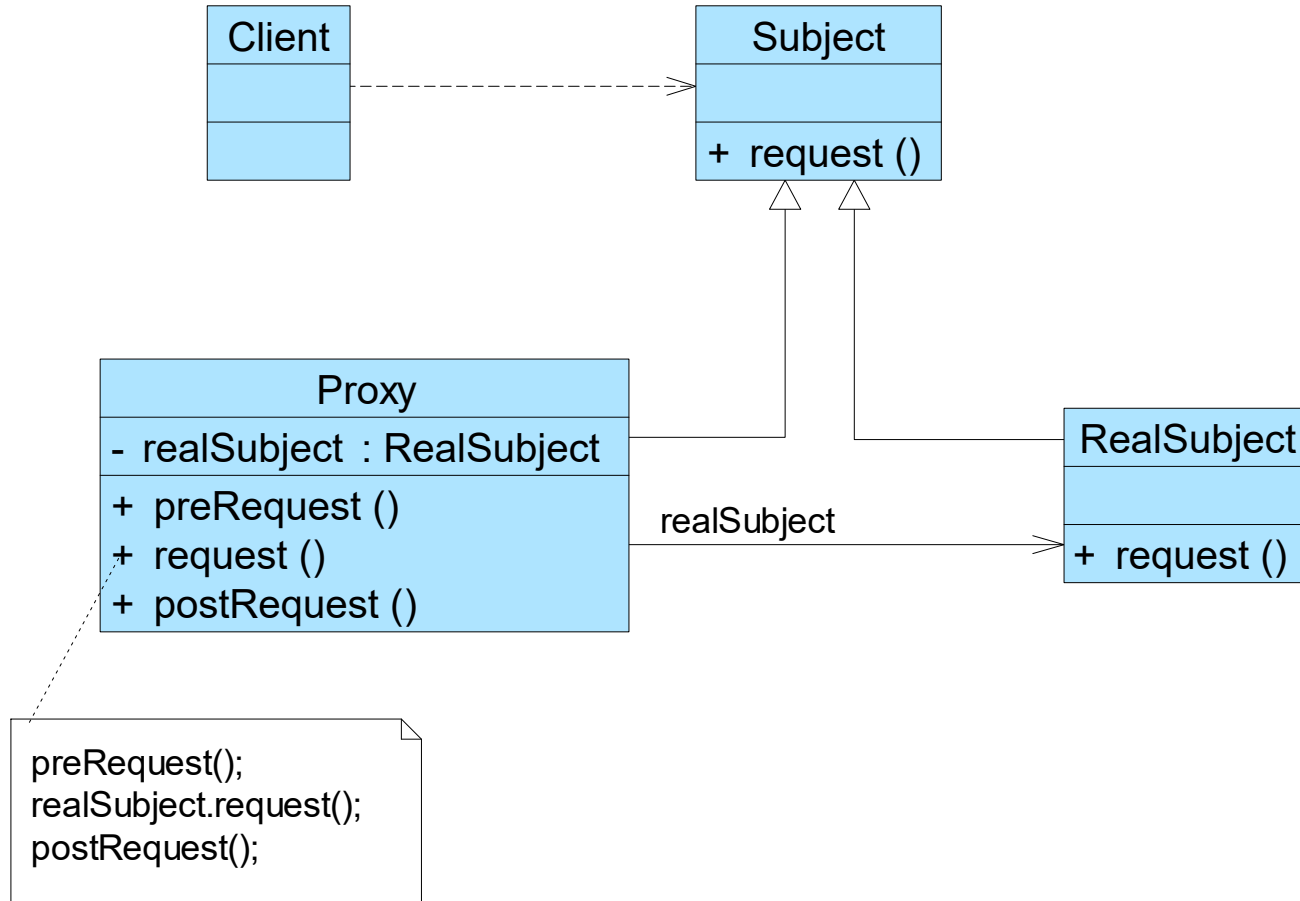 Client
Subject
+ request ()
Proxy
- realSubject : RealSubject
+ preRequest ()
+ request ()
+ postRequest ()
realSubject
RealSubject
+ request ()
preRequest();
realSubject.request();
postRequest();